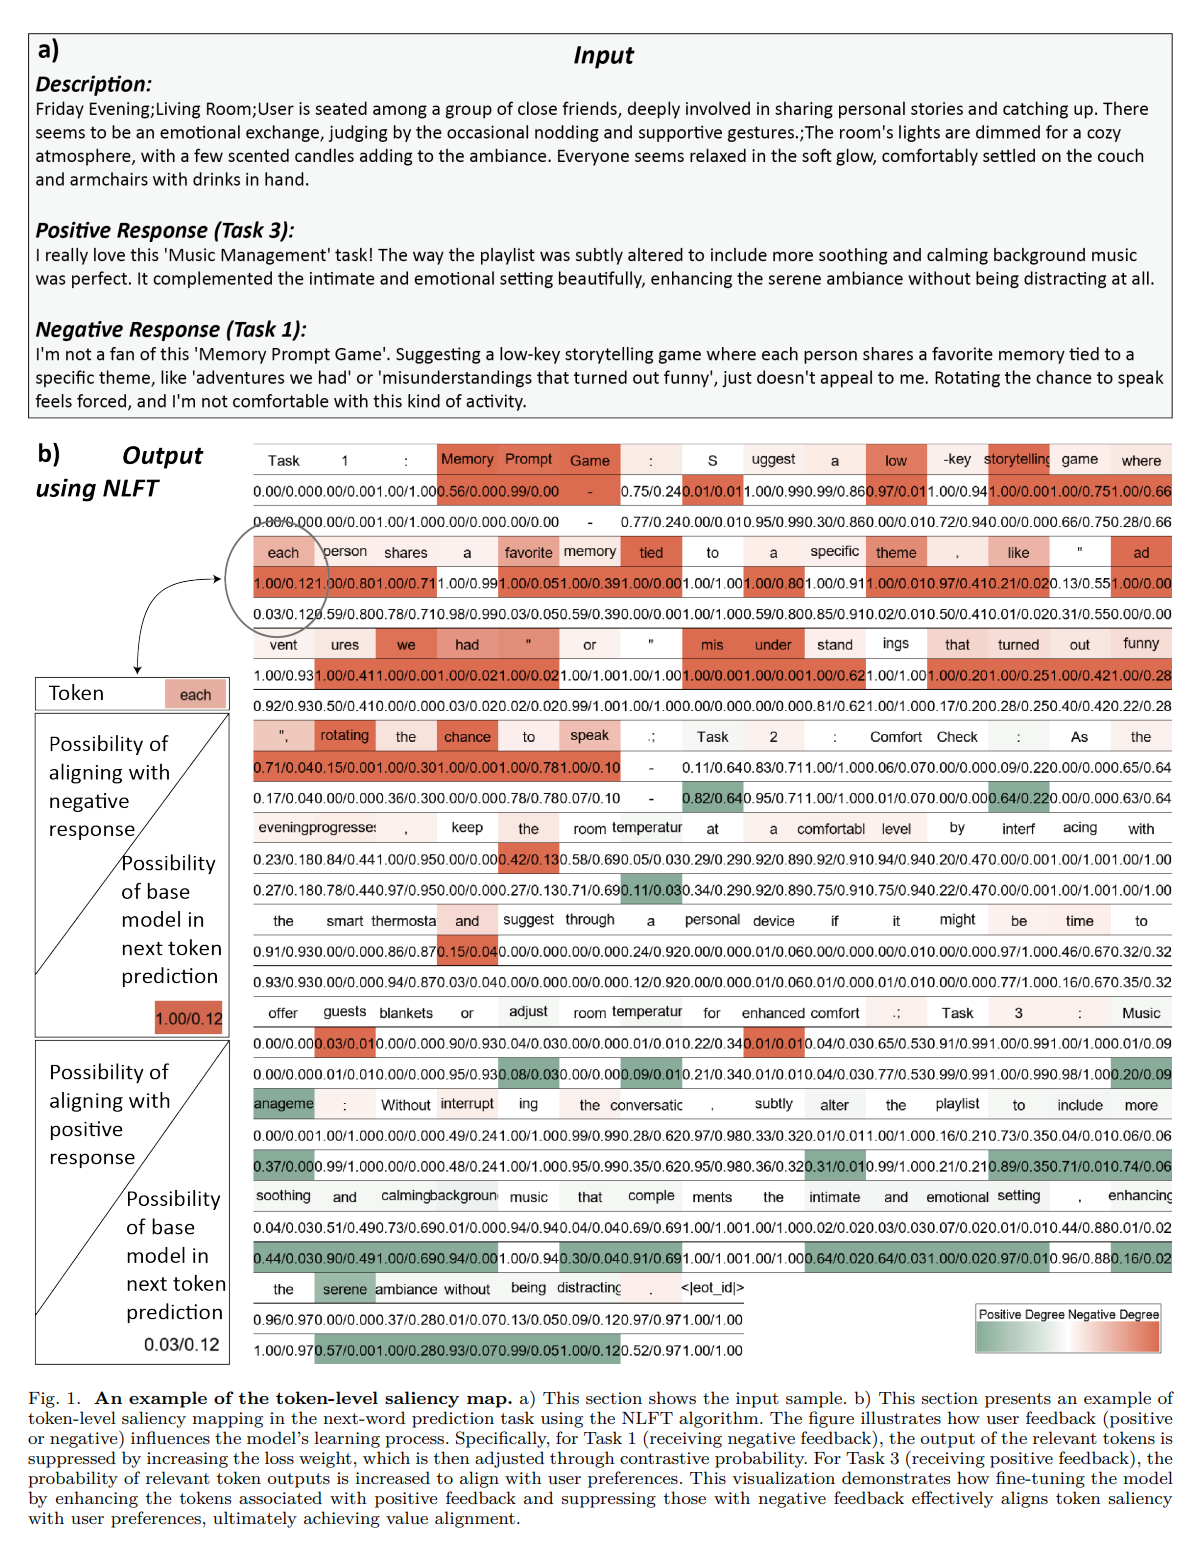 a)
Input
Description:
Friday Evening;Living Room;User is seated among a group of close friends, deeply involved in sharing personal stories and catching up. There
seems to be an emotional exchange, judging by the occasional nodding and supportive gestures.;The room's lights are dimmed for a cozy
atmosphere, with a few scented candles adding to the ambiance. Everyone seems relaxed in the soft glow, comfortably settled on the couch
and armchairs with drinks in hand.
Positive Response (Task 3):
I really love this 'Music Management' task! The way the playlist was subtly altered to include more soothing and calming background music
was perfect. It complemented the intimate and emotional setting beautifully, enhancing the serene ambiance without being distracting at all.
Negative Response (Task 1):
I'm not a fan of this 'Memory Prompt Game'. Suggesting a low-key storytelling game where each person shares a favorite memory tied to a
specific theme, like 'adventures we had' or 'misunderstandings that turned out funny', just doesn't appeal to me. Rotating the chance to speak
feels forced, and I'm not comfortable with this kind of activity.
b)
Output
using NLFT
Task 1 : Memory Prompt Game : S uggest a low -key storytelling game where
0.00/0.00 0.00/0.00 1.00/1.00 0.56/0.00 0.99/0.00 - 0.75/0.24 0.01/0.01 1.00/0.99 0.99/0.86 0.97/0.01 1.00/0.94 1.00/0.00 1.00/0.75 1.00/0.66
0.00/0.00 0.00/0.00 1.00/1.00 0.00/0.00 0.00/0.00 - 0.77/0.24 0.00/0.01 0.95/0.99 0.30/0.86 0.00/0.01 0.72/0.94 0.00/0.00 0.66/0.75 0.28/0.66
each person shares a favorite memory tied to a specific theme , like " ad
1.00/0.12 1.00/0.80 1.00/0.71 1.00/0.99 1.00/0.05 1.00/0.39 1.00/0.00 1.00/1.00 1.00/0.80 1.00/0.91 1.00/0.01 0.97/0.41 0.21/0.02 0.13/0.55 1.00/0.00
0.03/0.12 0.59/0.80 0.78/0.71 0.98/0.99 0.03/0.05 0.59/0.39 0.00/0.00 1.00/1.00 0.59/0.80 0.85/0.91 0.02/0.01 0.50/0.41 0.01/0.02 0.31/0.55 0.00/0.00
vent ures we had " or " mis under stand ings that turned out funny
1.00/0.93 1.00/0.41 1.00/0.00 1.00/0.02 1.00/0.02 1.00/1.00 1.00/1.00 1.00/0.00 1.00/0.00 1.00/0.62 1.00/1.00 1.00/0.20 1.00/0.25 1.00/0.42 1.00/0.28
0.92/0.93 0.50/0.41 0.00/0.00 0.03/0.02 0.02/0.02 0.99/1.00 1.00/1.00 0.00/0.00 0.00/0.00 0.81/0.62 1.00/1.00 0.17/0.20 0.28/0.25 0.40/0.42 0.22/0.28
", rotating the chance to speak .; Task 2 : Comfort Check : As the
0.71/0.04 0.15/0.00 1.00/0.30 1.00/0.00 1.00/0.78 1.00/0.10 - 0.11/0.64 0.83/0.71 1.00/1.00 0.06/0.07 0.00/0.00 0.09/0.22 0.00/0.00 0.65/0.64
0.17/0.04 0.00/0.00 0.36/0.30 0.00/0.00 0.78/0.78 0.07/0.10 - 0.82/0.64 0.95/0.71 1.00/1.00 0.01/0.07 0.00/0.00 0.64/0.22 0.00/0.00 0.63/0.64
evening progresses , keep the room temperatur at a comfortabl level by interf acing with
0.23/0.18 0.84/0.44 1.00/0.95 0.00/0.00 0.42/0.13 0.58/0.69 0.05/0.03 0.29/0.29 0.92/0.89 0.92/0.91 0.94/0.94 0.20/0.47 0.00/0.00 1.00/1.00 1.00/1.00
0.27/0.18 0.78/0.44 0.97/0.95 0.00/0.00 0.27/0.13 0.71/0.69 0.11/0.03 0.34/0.29 0.92/0.89 0.75/0.91 0.75/0.94 0.22/0.47 0.00/0.00 1.00/1.00 1.00/1.00
the smart thermosta and suggest through a personal device if it might be time to
0.91/0.93 0.00/0.00 0.86/0.87 0.15/0.04 0.00/0.00 0.00/0.00 0.24/0.92 0.00/0.00 0.01/0.06 0.00/0.00 0.00/0.01 0.00/0.00 0.97/1.00 0.46/0.67 0.32/0.32
0.93/0.93 0.00/0.00 0.94/0.87 0.03/0.04 0.00/0.00 0.00/0.00 0.12/0.92 0.00/0.00 0.01/0.06 0.01/0.00 0.01/0.01 0.00/0.00 0.77/1.00 0.16/0.67 0.35/0.32
offer guests blankets or adjust room temperatur for enhanced comfort .; Task 3 : Music
0.00/0.00 0.03/0.01 0.00/0.00 0.90/0.93 0.04/0.03 0.00/0.00 0.01/0.01 0.22/0.34 0.01/0.01 0.04/0.03 0.65/0.53 0.91/0.99 1.00/0.99 1.00/1.00 0.01/0.09
0.00/0.00 0.01/0.01 0.00/0.00 0.95/0.93 0.08/0.03 0.00/0.00 0.09/0.01 0.21/0.34 0.01/0.01 0.04/0.03 0.77/0.53 0.99/0.99 1.00/0.99 0.98/1.00 0.20/0.09
anageme : Without interrupt ing the conversatic , subtly alter the playlist to include more
0.00/0.00 1.00/1.00 0.00/0.00 0.49/0.24 1.00/1.00 0.99/0.99 0.28/0.62 0.97/0.98 0.33/0.32 0.01/0.01 1.00/1.00 0.16/0.21 0.73/0.35 0.04/0.01 0.06/0.06
0.37/0.00 0.99/1.00 0.00/0.00 0.48/0.24 1.00/1.00 0.95/0.99 0.35/0.62 0.95/0.98 0.36/0.32 0.31/0.01 0.99/1.00 0.21/0.21 0.89/0.35 0.71/0.01 0.74/0.06
soothing and calming backgroun music that comple ments the intimate and emotional setting , enhancing
0.04/0.03 0.51/0.49 0.73/0.69 0.01/0.00 0.94/0.94 0.04/0.04 0.69/0.69 1.00/1.00 1.00/1.00 0.02/0.02 0.03/0.03 0.07/0.02 0.01/0.01 0.44/0.88 0.01/0.02
0.44/0.03 0.90/0.49 1.00/0.69 0.94/0.00 1.00/0.94 0.30/0.04 0.91/0.69 1.00/1.00 1.00/1.00 0.64/0.02 0.64/0.03 1.00/0.02 0.97/0.01 0.96/0.88 0.16/0.02
the serene ambiance without being distracting . <|eot_id|>
0.96/0.97 0.00/0.00 0.37/0.28 0.01/0.07 0.13/0.05 0.09/0.12 0.97/0.97 1.00/1.00
1.00/0.97 0.57/0.00 1.00/0.28 0.93/0.07 0.99/0.05 1.00/0.12 0.52/0.97 1.00/1.00
Token each
Possibility of
aligning with
negative
response
Possibility
of base
model in
next token
prediction
1.00/0.12
Possibility of
aligning with
positive
response
Possibility
of base
model in
next token
prediction
0.03/0.12
Positive Degree Negative Degree
Fig. 1. An example of the token-level saliency map. a) This section shows the input sample. b) This section presents an example of
token-level saliency mapping in the next-word prediction task using the NLFT algorithm. The figure illustrates how user feedback (positive
or negative) influences the model's learning process. Specifically, for Task 1 (receiving negative feedback), the output of the relevant tokens is
suppressed by increasing the loss weight, which is then adjusted through contrastive probability. For Task 3 (receiving positive feedback), the
probability of relevant token outputs is increased to align with user preferences. This visualization demonstrates how fine-tuning the model
by enhancing the tokens associated with positive feedback and suppressing those with negative feedback effectively aligns token saliency
with user preferences, ultimately achieving value alignment.